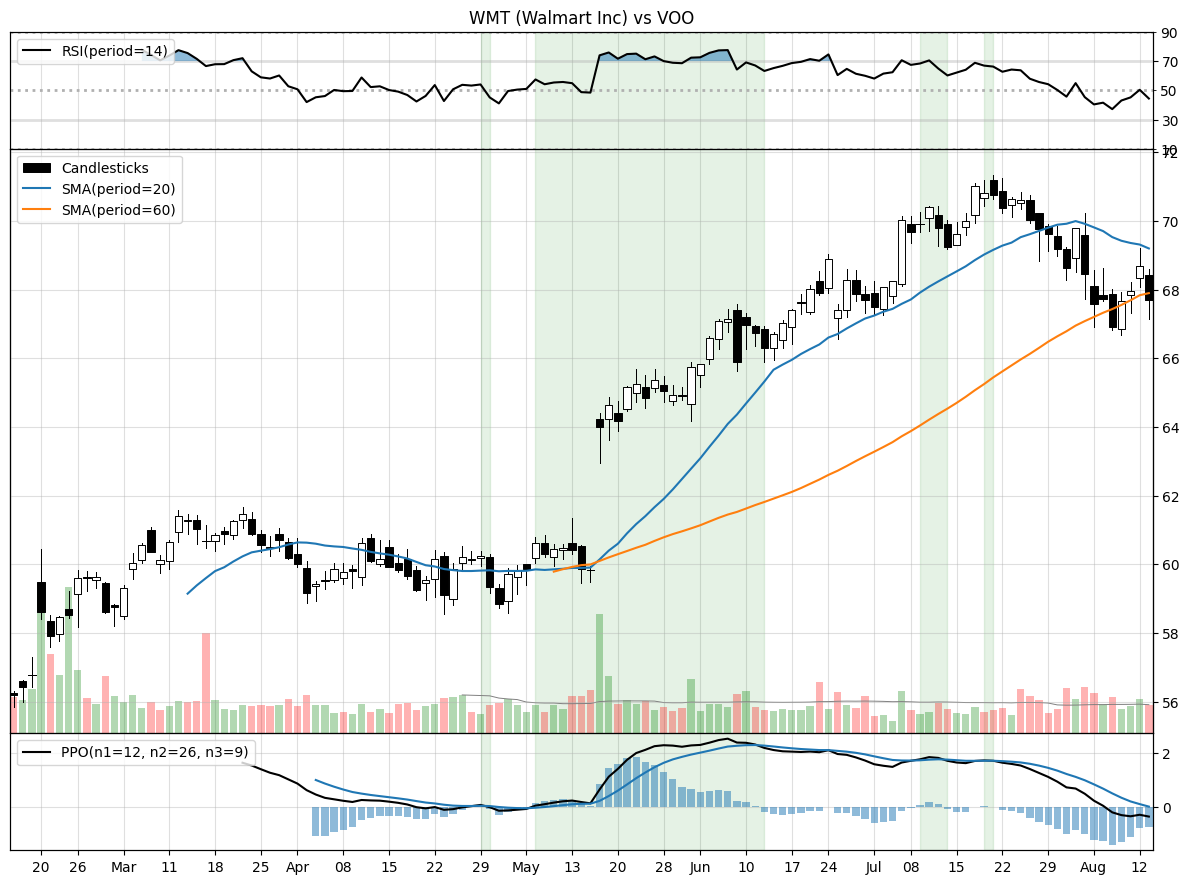 WMT (Walmart Inc) vs VOO
RSI(period=14)
90
70
50
30
10
Candlesticks
SMA(period=20)
SMA(period=60)
72
70
68
66
64
62
60
58
56
PPO(n1=12, n2=26, n3=9)
2
0
20 26 Mar 11 18 25 Apr 08 15 22 29 May 13 20 28 Jun 10 17 24 Jul 08 15 22 29 Aug 12